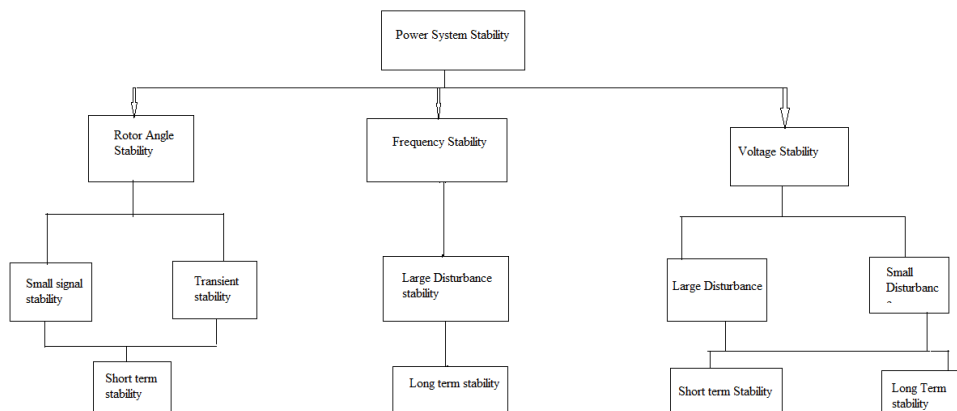 Power System Stability
Rotor Angle
Stability
Frequency Stability
Voltage Stability
Small signal
stability
Transient
stability
Large Disturbance
stability
Large Disturbance
Small
Disturbanc
Short term
stability
Long term stability
Short term Stability
Long Term
stability